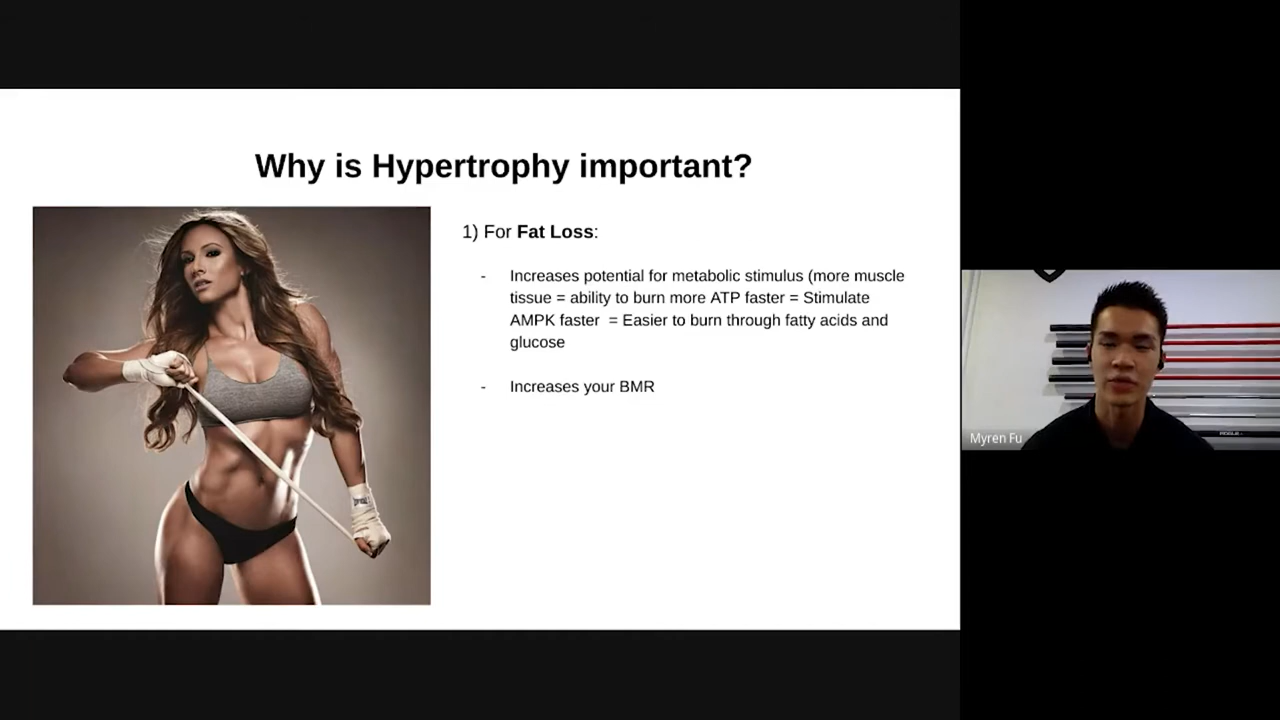 Why is Hypertrophy important?
1) For Fat Loss:
- Increases potential for metabolic stimulus (more muscle
tissue = ability to burn more ATP faster = Stimulate
AMPK faster = Easier to burn through fatty acids and
glucose
- Increases your BMR
Myren Fu